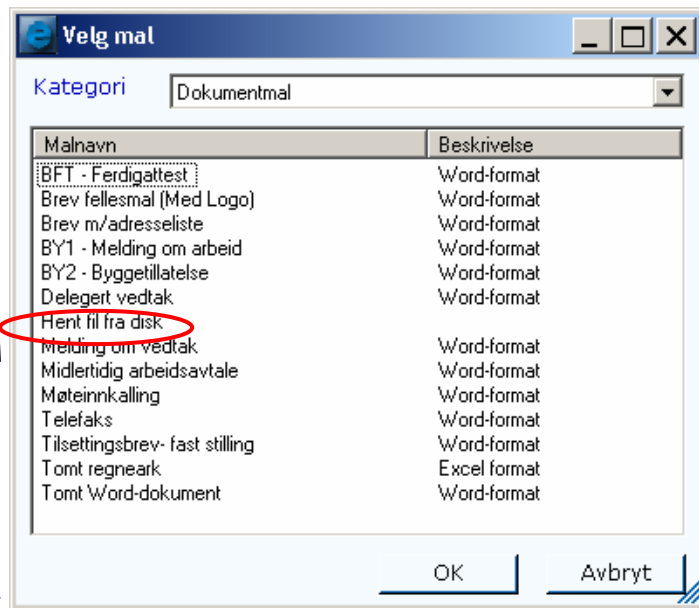 Velg mal
Kategori Dokumentmal
Malnavn Beskrivelse
BFT - Ferdigattest Word-format
Brev fellesmal (Med Logo) Word-format
Brev m/adresseliste Word-format
BY1 - Melding om arbeid Word-format
BY2 - Byggetillatelse Word-format
Delegert vedtak Word-format
Hent fil fra disk
Melding om vedtak Word-format
Midlertidig arbeidsavtale Word-format
Møteinnkalling Word-format
Telefaks Word-format
Tilsettingsbrev- fast stilling Word-format
Tomt regneark Excel format
Tomt Word-dokument Word-format
OK Avbryt